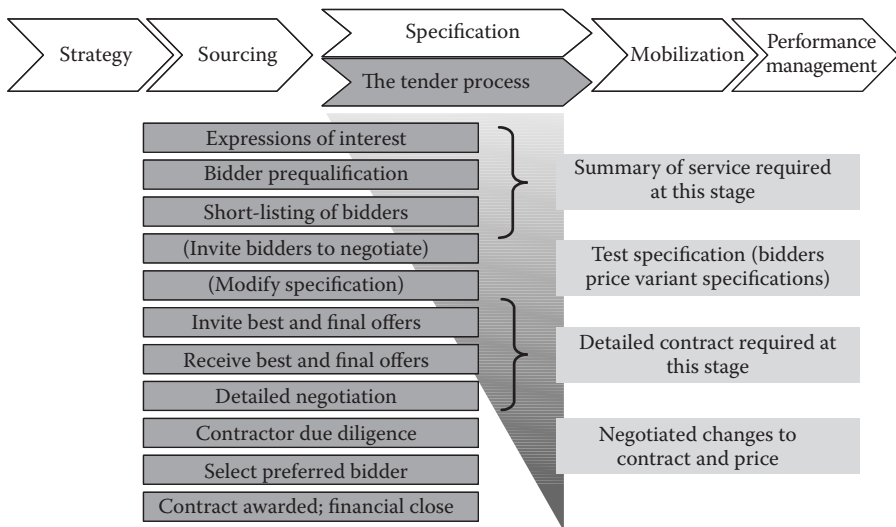 Strategy
Sourcing
Specification
The tender process
Mobilization
Performance
management
Expressions of interest
Bidder prequalification
Short-listing of bidders
(Invite bidders to negotiate)
(Modify specification)
Invite best and final offers
Receive best and final offers
Detailed negotiation
Contractor due diligence
Select preferred bidder
Contract awarded; financial close
Summary of service required
at this stage
Test specification (bidders
price variant specifications)
Detailed contract required at
this stage
Negotiated changes to
contract and price